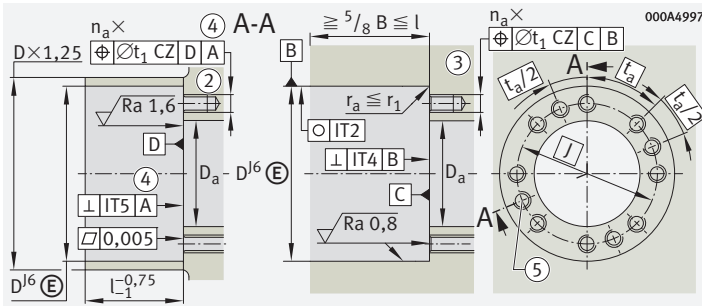 nₐ×
④
A-A
⌖ ∅t₁ CZ D A
D×1,25
②
Ra 1,6
D
④
⊥ IT5 A
▱ 0,005
Dₐ
D^J6 Ⓔ
l₋₁^−0,75
≧ 5/8 B ≦ l
B
③
rₐ ≦ r₁
○ IT2
⊥ IT4 B
D^J6 Ⓔ
C
Dₐ
Ra 0,8
nₐ×
000A4997
⌖ ∅t₁ CZ C B
A
tₐ
tₐ/2
tₐ/2
J
A
⑤